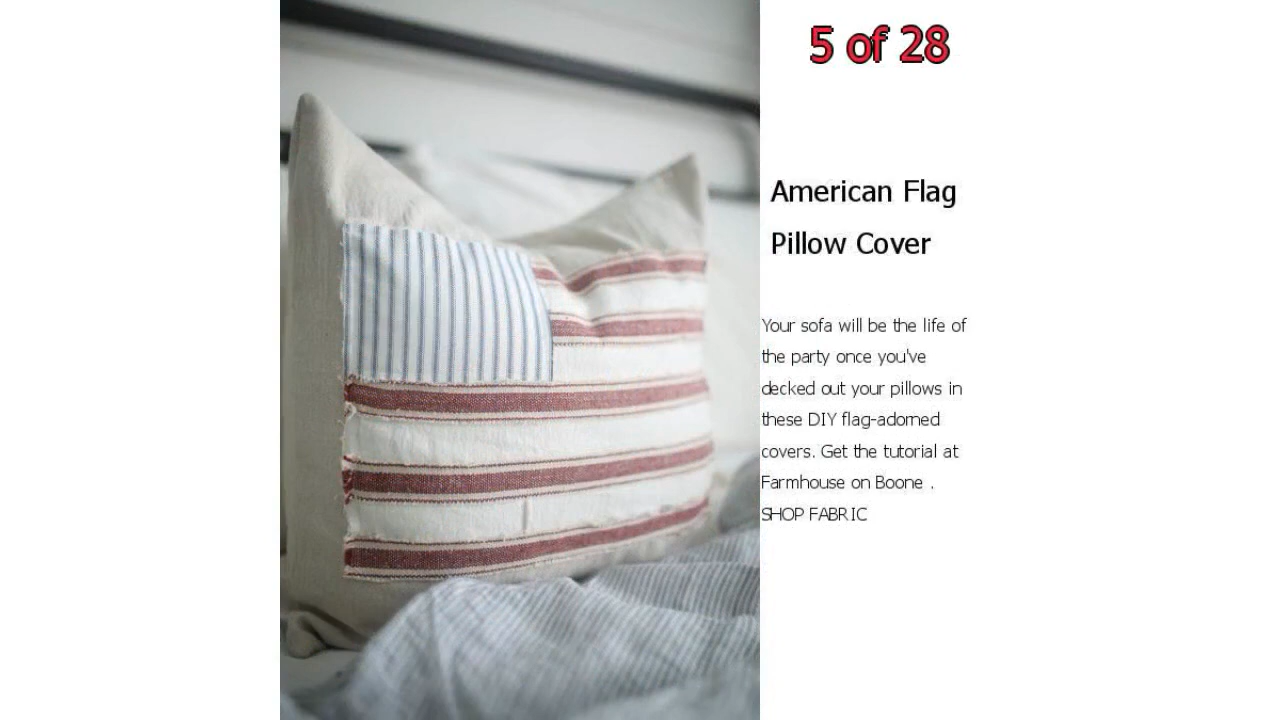 5 of 28
American Flag
Pillow Cover
Your sofa will be the life of
the party once you've
decked out your pillows in
these DIY flag-adorned
covers. Get the tutorial at
Farmhouse on Boone .
SHOP FABRIC